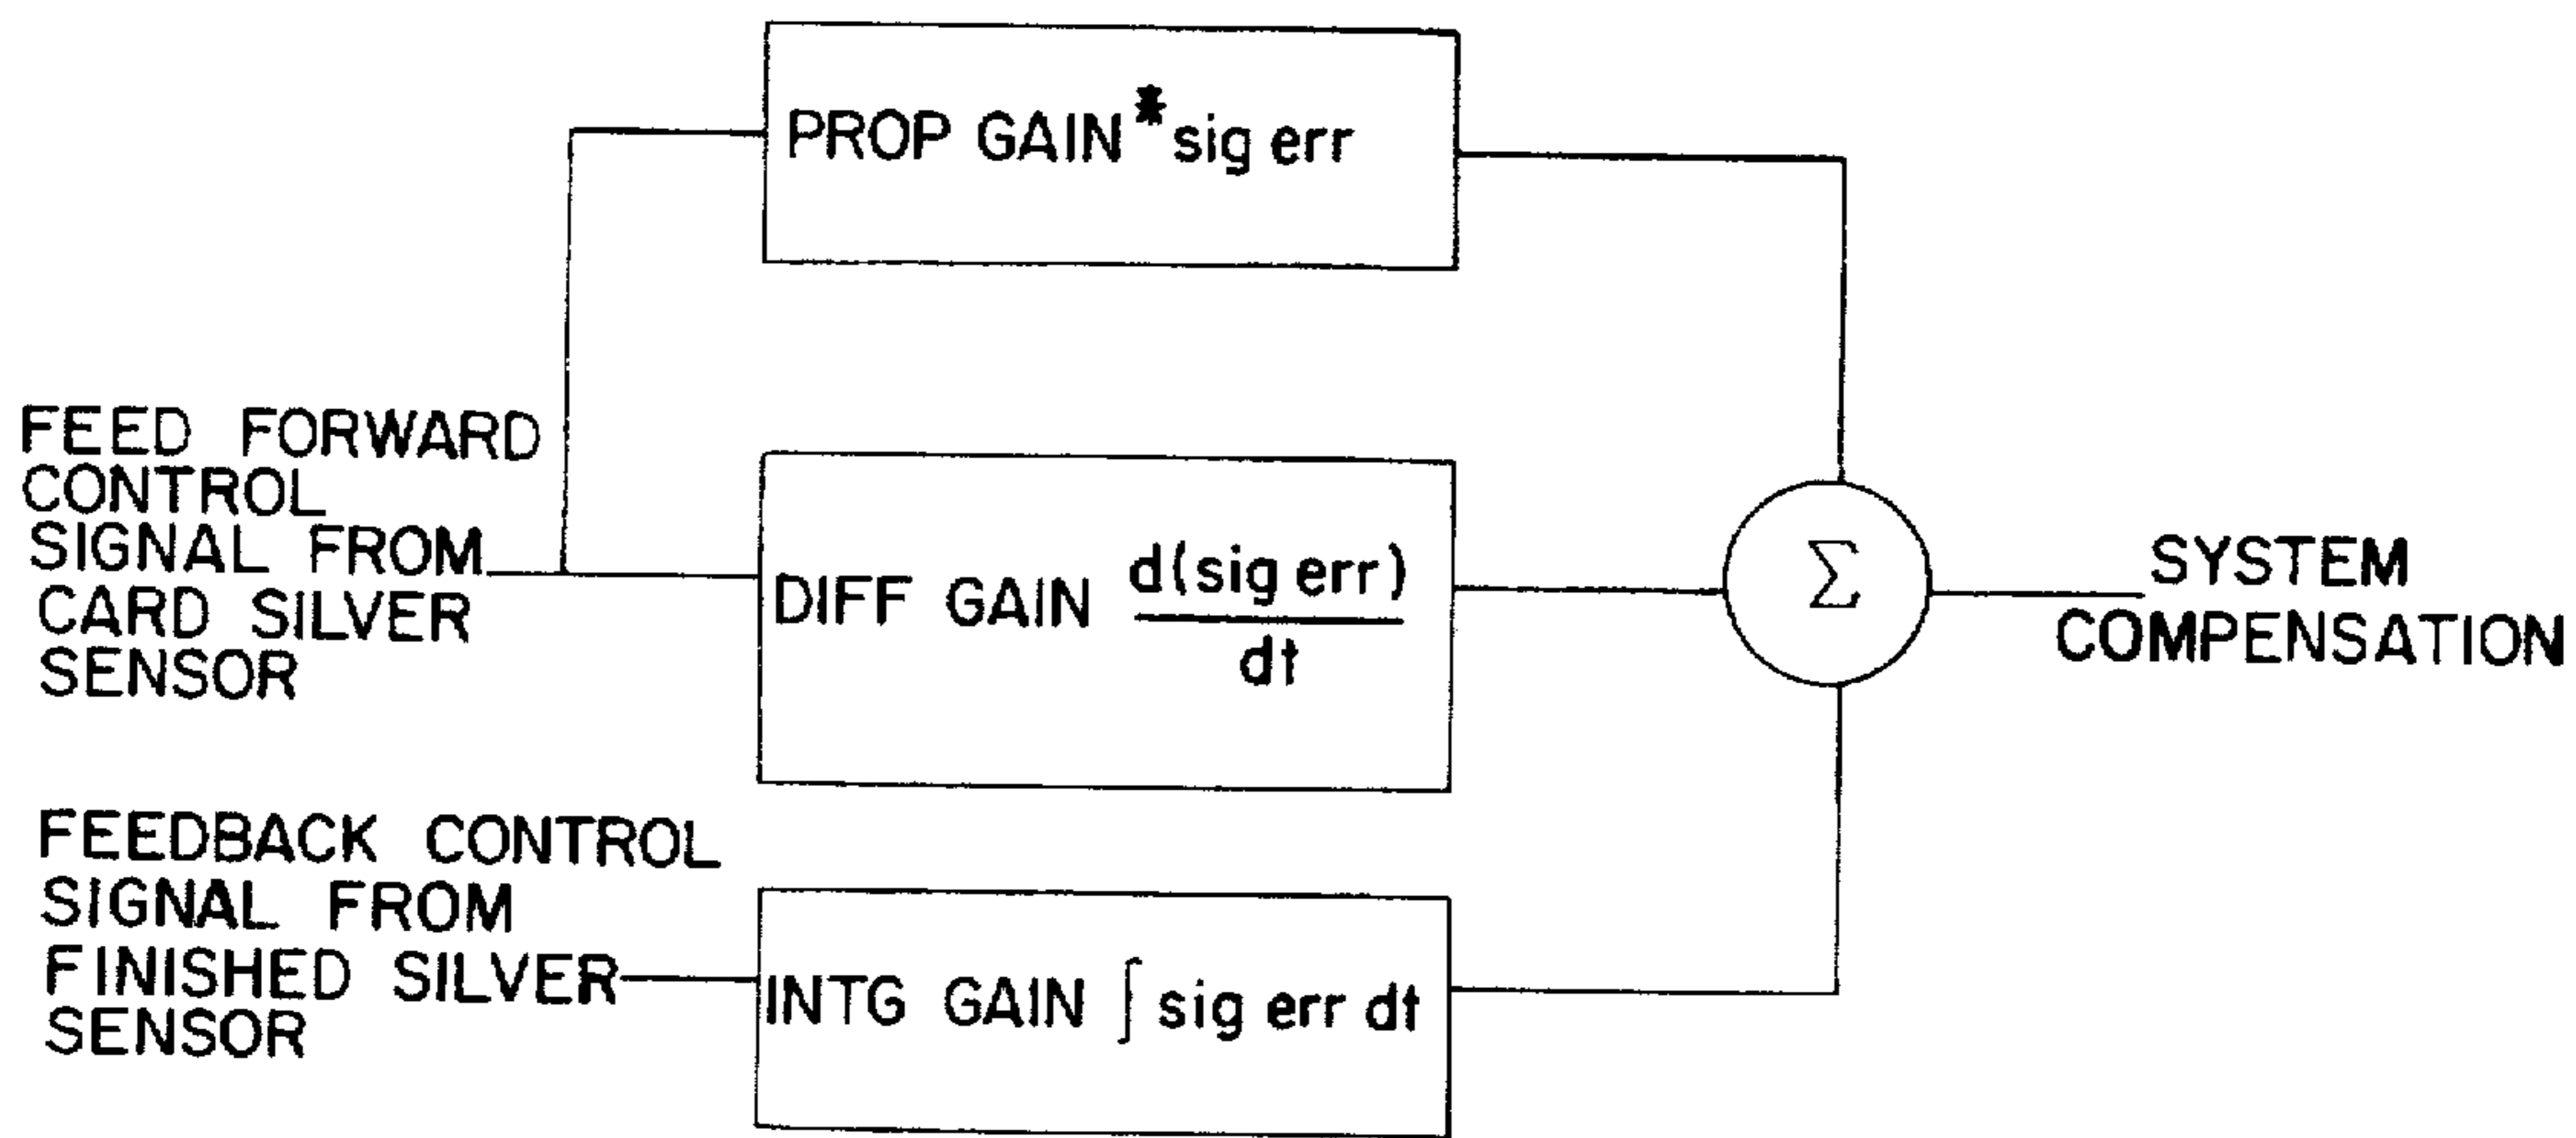 PROP GAIN * sig err
FEED FORWARD
CONTROL
SIGNAL FROM
CARD SILVER
SENSOR
DIFF GAIN d(sig err)
dt
Σ
SYSTEM
COMPENSATION
FEEDBACK CONTROL
SIGNAL FROM
FINISHED SILVER
SENSOR
INTG GAIN ∫ sig err dt